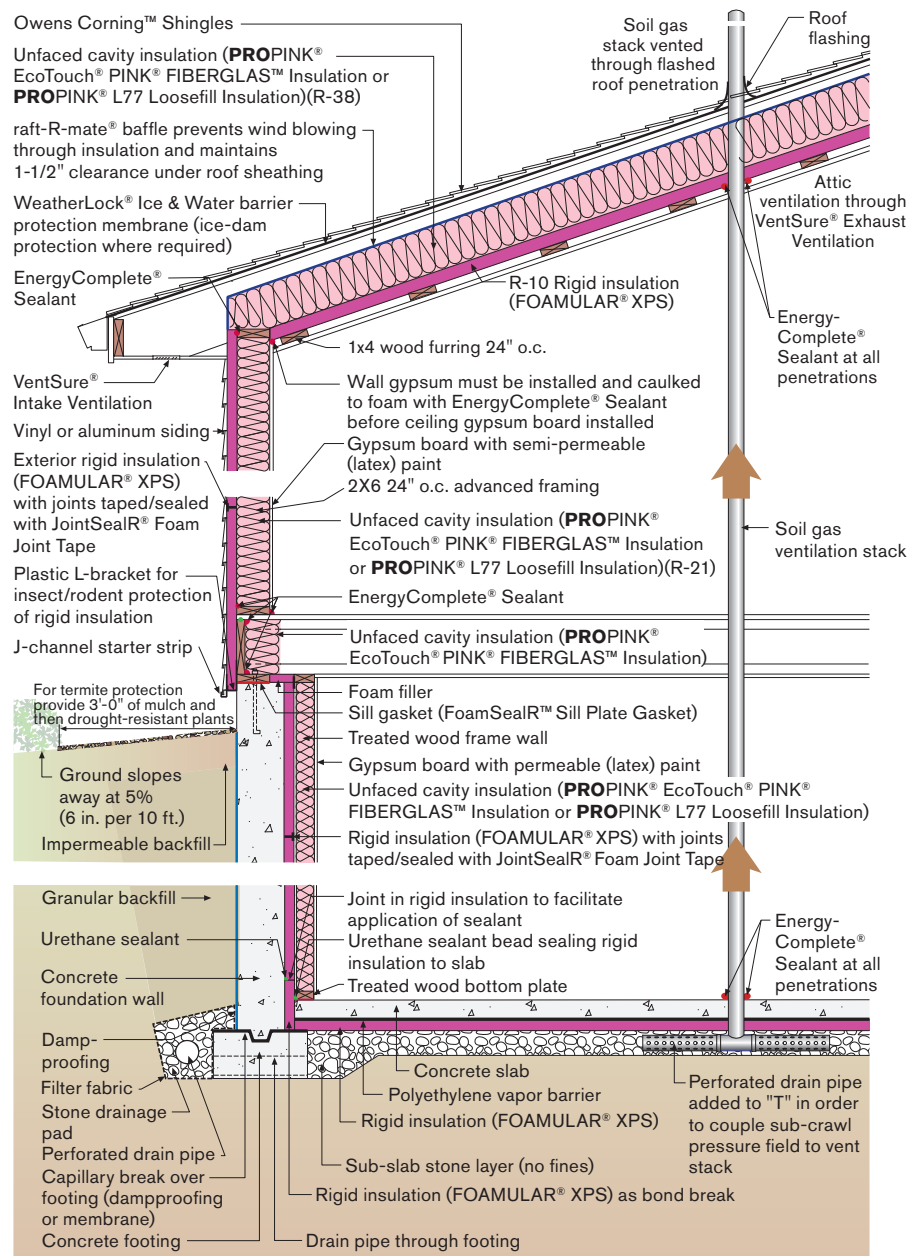 Owens Corning™ Shingles
Unfaced cavity insulation (PROPINK®
EcoTouch® PINK® FIBERGLAS™ Insulation or
PROPINK® L77 Loosefill Insulation)(R-38)
raft-R-mate® baffle prevents wind blowing
through insulation and maintains
1-1/2" clearance under roof sheathing
WeatherLock® Ice & Water barrier
protection membrane (ice-dam
protection where required)
EnergyComplete®
Sealant
VentSure®
Intake Ventilation
Vinyl or aluminum siding
Exterior rigid insulation
(FOAMULAR® XPS)
with joints taped/sealed
with JointSealR® Foam
Joint Tape
Plastic L-bracket for
insect/rodent protection
of rigid insulation
J-channel starter strip
For termite protection
provide 3'-0" of mulch and
then drought-resistant plants
Ground slopes
away at 5%
(6 in. per 10 ft.)
Impermeable backfill
Granular backfill
Urethane sealant
Concrete
foundation wall
Damp-
proofing
Filter fabric
Stone drainage
pad
Perforated drain pipe
Capillary break over
footing (dampproofing
or membrane)
Concrete footing
Soil gas
stack vented
through flashed
roof penetration
Roof
flashing
Attic
ventilation through
VentSure® Exhaust
Ventilation
R-10 Rigid insulation
(FOAMULAR® XPS)
Energy-
Complete®
Sealant at all
penetrations
1x4 wood furring 24" o.c.
Wall gypsum must be installed and caulked
to foam with EnergyComplete® Sealant
before ceiling gypsum board installed
Gypsum board with semi-permeable
(latex) paint
2X6 24" o.c. advanced framing
Unfaced cavity insulation (PROPINK®
EcoTouch® PINK® FIBERGLAS™ Insulation
or PROPINK® L77 Loosefill Insulation)(R-21)
Soil gas
ventilation stack
EnergyComplete® Sealant
Unfaced cavity insulation (PROPINK®
EcoTouch® PINK® FIBERGLAS™ Insulation)
Foam filler
Sill gasket (FoamSealR™ Sill Plate Gasket)
Treated wood frame wall
Gypsum board with permeable (latex) paint
Unfaced cavity insulation (PROPINK® EcoTouch® PINK®
FIBERGLAS™ Insulation or PROPINK® L77 Loosefill Insulation)
Rigid insulation (FOAMULAR® XPS) with joints
taped/sealed with JointSealR® Foam Joint Tape
Joint in rigid insulation to facilitate
application of sealant
Urethane sealant bead sealing rigid
insulation to slab
Treated wood bottom plate
Energy-
Complete®
Sealant at all
penetrations
Concrete slab
Polyethylene vapor barrier
Rigid insulation (FOAMULAR® XPS)
Perforated drain pipe
added to "T" in order
to couple sub-crawl
pressure field to vent
stack
Sub-slab stone layer (no fines)
Rigid insulation (FOAMULAR® XPS) as bond break
Drain pipe through footing